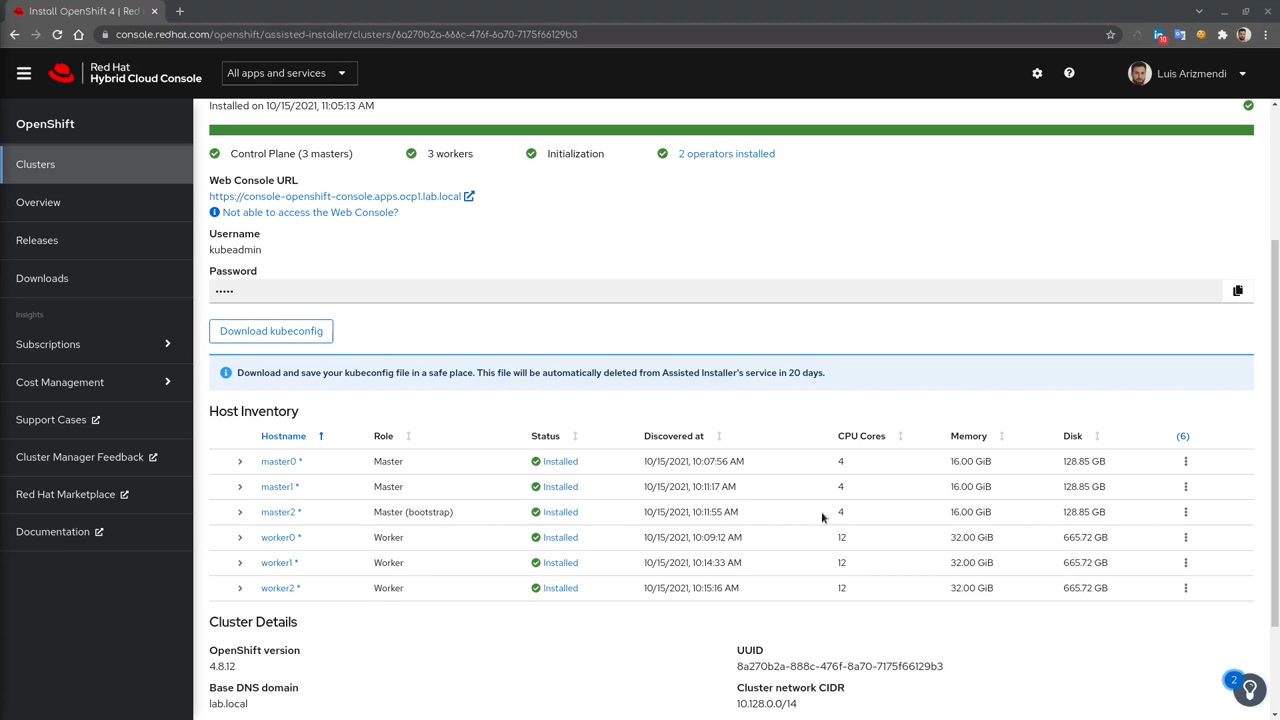 Install OpenShift 4 | Red
console.redhat.com/openshift/assisted-installer/clusters/8a270b2a-888c-476f-8a70-7175f66129b3
10
Red Hat
Hybrid Cloud Console
All apps and services
Luis Arizmendi
OpenShift
Clusters
Overview
Releases
Downloads
Insights
Subscriptions
Cost Management
Support Cases
Cluster Manager Feedback
Red Hat Marketplace
Documentation
Installed on 10/15/2021, 11:05:13 AM
Control Plane (3 masters) 3 workers Initialization 2 operators installed
Web Console URL
https://console-openshift-console.apps.ocp1.lab.local
Not able to access the Web Console?
Username
kubeadmin
Password
•••••
Download kubeconfig
Download and save your kubeconfig file in a safe place. This file will be automatically deleted from Assisted Installer's service in 20 days.
Host Inventory
Hostname Role Status Discovered at CPU Cores Memory Disk (6)
master0 * Master Installed 10/15/2021, 10:07:56 AM 4 16.00 GiB 128.85 GB
master1 * Master Installed 10/15/2021, 10:11:17 AM 4 16.00 GiB 128.85 GB
master2 * Master (bootstrap) Installed 10/15/2021, 10:11:55 AM 4 16.00 GiB 128.85 GB
worker0 * Worker Installed 10/15/2021, 10:09:12 AM 12 32.00 GiB 665.72 GB
worker1 * Worker Installed 10/15/2021, 10:14:33 AM 12 32.00 GiB 665.72 GB
worker2 * Worker Installed 10/15/2021, 10:15:16 AM 12 32.00 GiB 665.72 GB
Cluster Details
OpenShift version
4.8.12
UUID
8a270b2a-888c-476f-8a70-7175f66129b3
Base DNS domain
lab.local
Cluster network CIDR
10.128.0.0/14
2